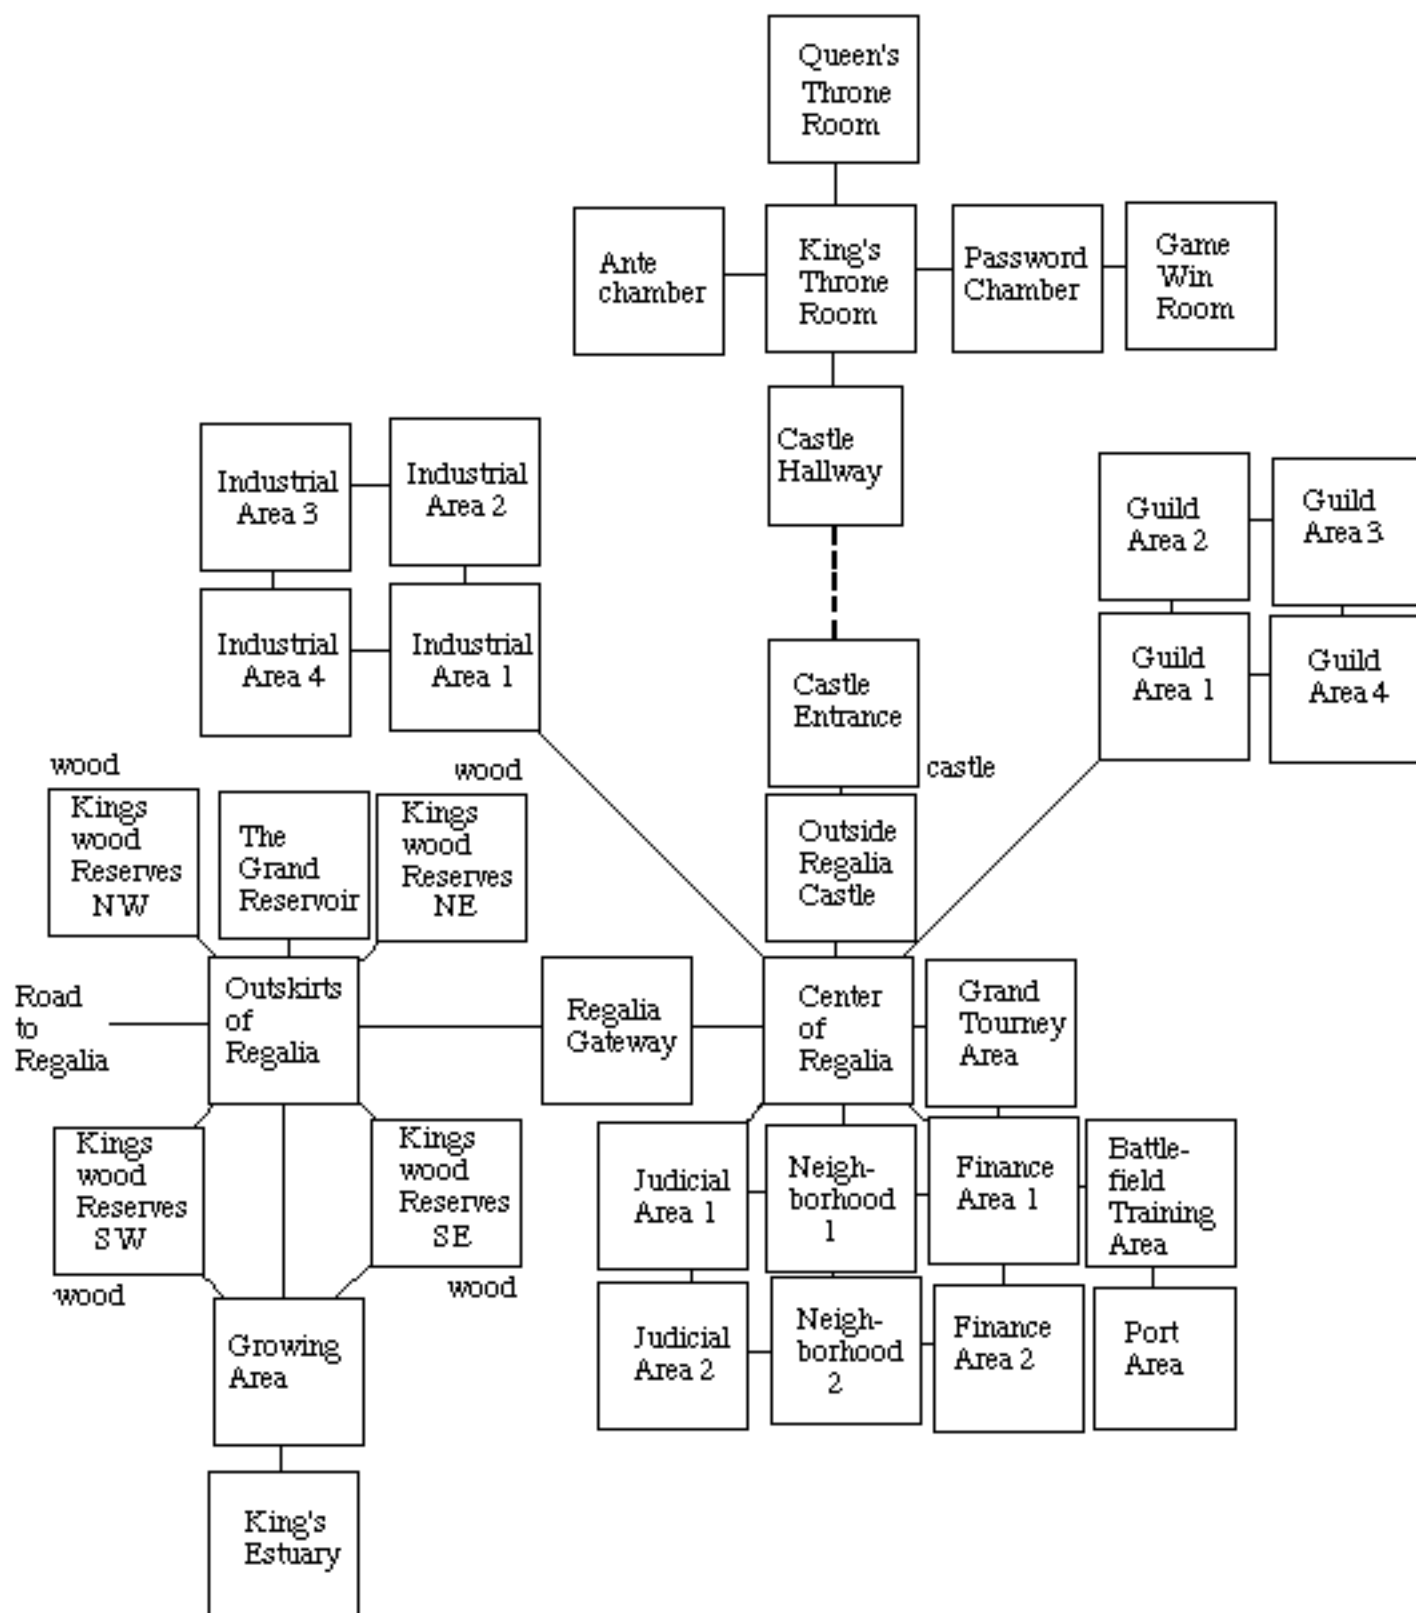 Queen's
Throne
Room
Ante
chamber
King's
Throne
Room
Password
Chamber
Game
Win
Room
Castle
Hallway
Industrial
Area 3
Industrial
Area 2
Guild
Area 2
Guild
Area 3
Industrial
Area 4
Industrial
Area 1
Castle
Entrance
Guild
Area 1
Guild
Area 4
wood
wood
castle
Kings
wood
Reserves
NW
The
Grand
Reservoir
Kings
wood
Reserves
NE
Outside
Regalia
Castle
Road
to
Regalia
Outskirts
of
Regalia
Regalia
Gateway
Center
of
Regalia
Grand
Tourney
Area
Kings
wood
Reserves
SW
Kings
wood
Reserves
SE
Judicial
Area 1
Neigh-
borhood
1
Finance
Area 1
Battle-
field
Training
Area
wood
wood
Growing
Area
Judicial
Area 2
Neigh-
borhood
2
Finance
Area 2
Port
Area
King's
Estuary